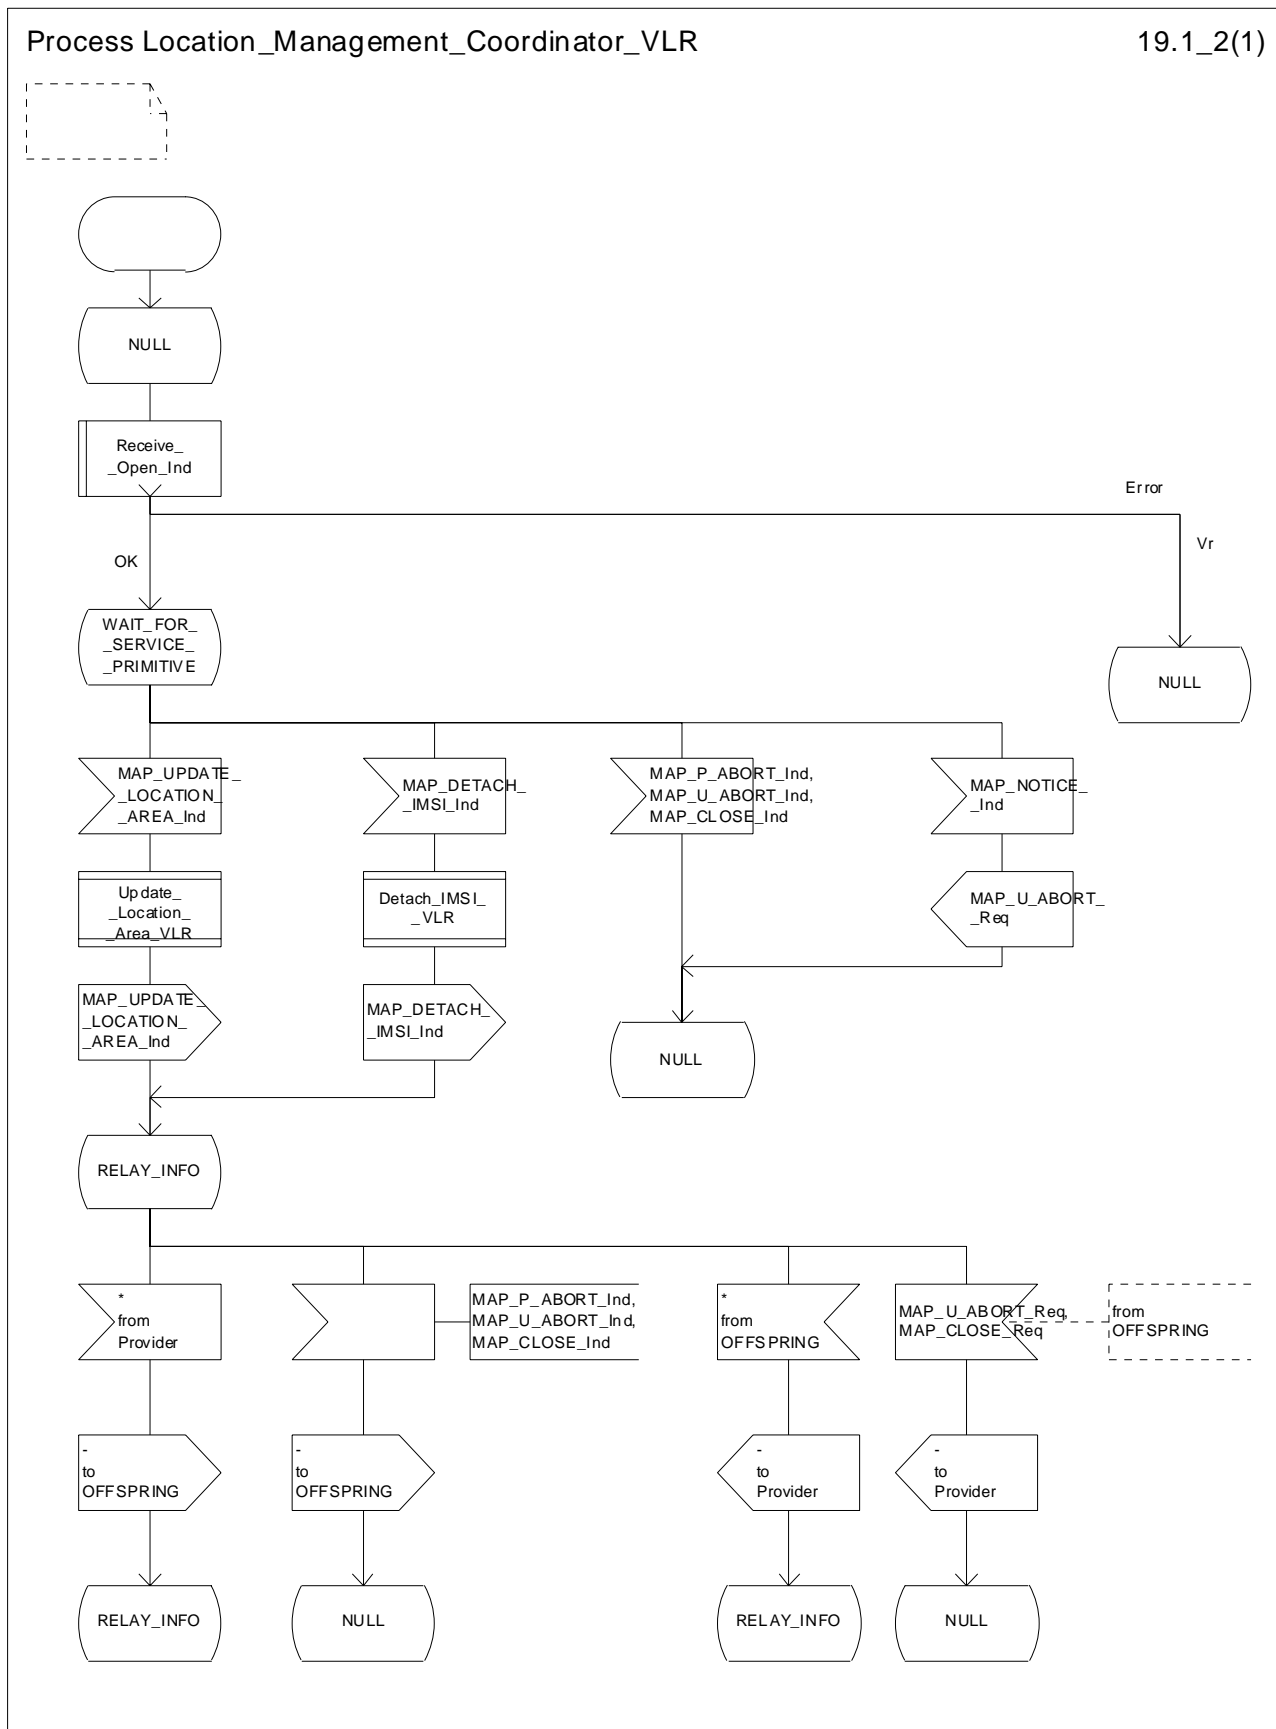 Process Location_Management_Coordinator_VLR
19.1_2(1)
NULL
Receive_
_Open_Ind
Error
Vr
OK
WAIT_FOR_
_SERVICE_
_PRIMITIVE
NULL
MAP_UPDATE_
_LOCATION_
_AREA_Ind
MAP_DETACH_
_IMSI_Ind
MAP_P_ABORT_Ind,
MAP_U_ABORT_Ind,
MAP_CLOSE_Ind
MAP_NOTICE_
_Ind
Update_
_Location_
_Area_VLR
Detach_IMSI_
_VLR
MAP_U_ABORT_
_Req
MAP_UPDATE_
_LOCATION_
_AREA_Ind
MAP_DETACH_
_IMSI_Ind
NULL
RELAY_INFO
*
from
Provider
MAP_P_ABORT_Ind,
MAP_U_ABORT_Ind,
MAP_CLOSE_Ind
*
from
OFFSPRING
MAP_U_ABORT_Req,
MAP_CLOSE_Req
from
OFFSPRING
-
to
OFFSPRING
-
to
OFFSPRING
-
to
Provider
-
to
Provider
RELAY_INFO
NULL
RELAY_INFO
NULL